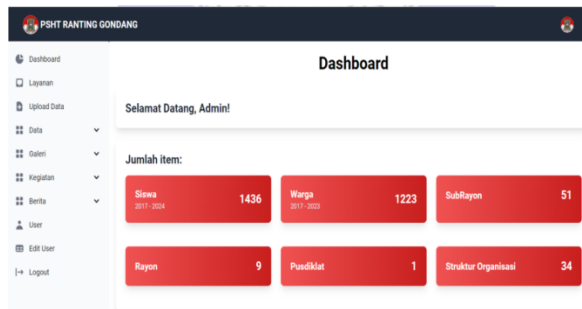 PSHT RANTING GONDANG
Dashboard
Layanan
Upload Data
Data
Galeri
Kegiatan
Berita
User
Edit User
Logout
Dashboard
Selamat Datang, Admin!
Jumlah item:
Siswa 1436
2017 - 2024
Warga 1223
2017 - 2023
SubRayon 51
Rayon 9
Pusdiklat 1
Struktur Organisasi 34